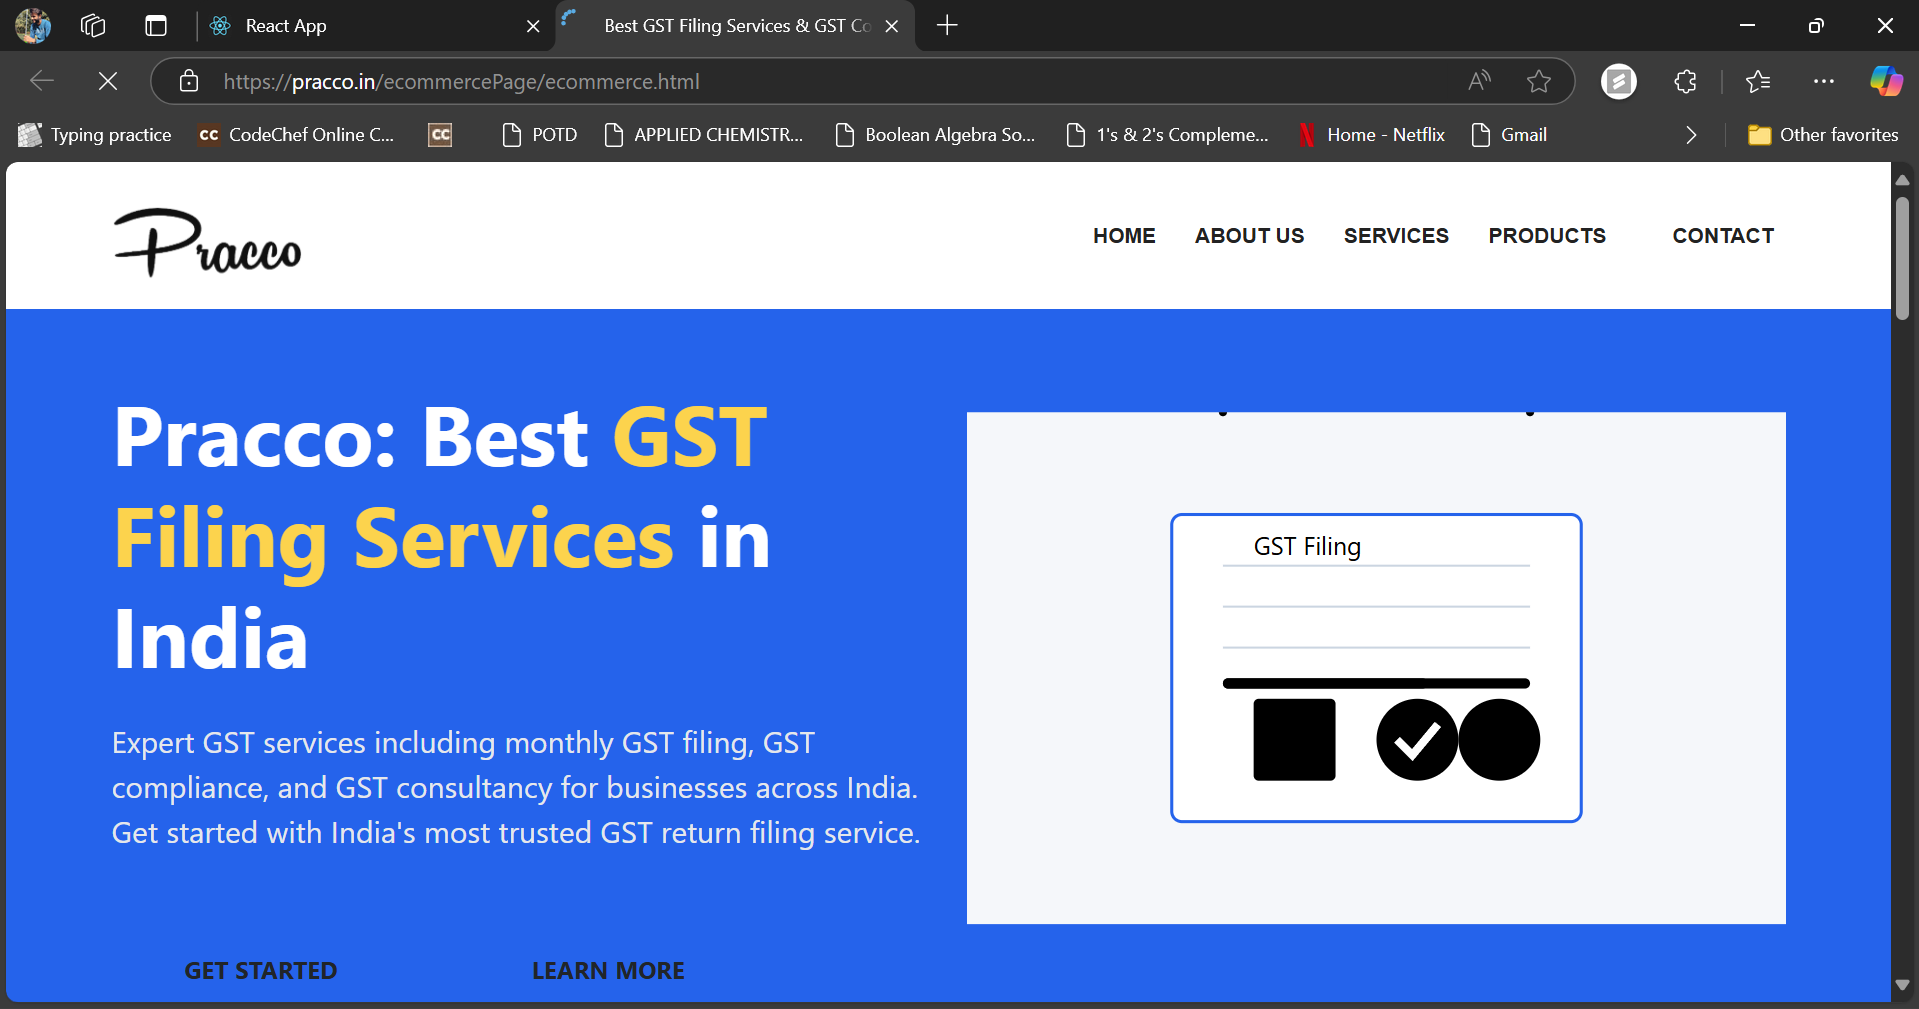 React App
Best GST Filing Services & GST Co
https://pracco.in/ecommercePage/ecommerce.html
Typing practice
CC CodeChef Online C...
CC
POTD
APPLIED CHEMISTR...
Boolean Algebra So...
1's & 2's Compleme...
Home - Netflix
Gmail
Other favorites
Pracco
HOME
ABOUT US
SERVICES
PRODUCTS
CONTACT
Pracco: Best GST
Filing Services in
India
Expert GST services including monthly GST filing, GST
compliance, and GST consultancy for businesses across India.
Get started with India's most trusted GST return filing service.
GET STARTED
LEARN MORE
GST Filing